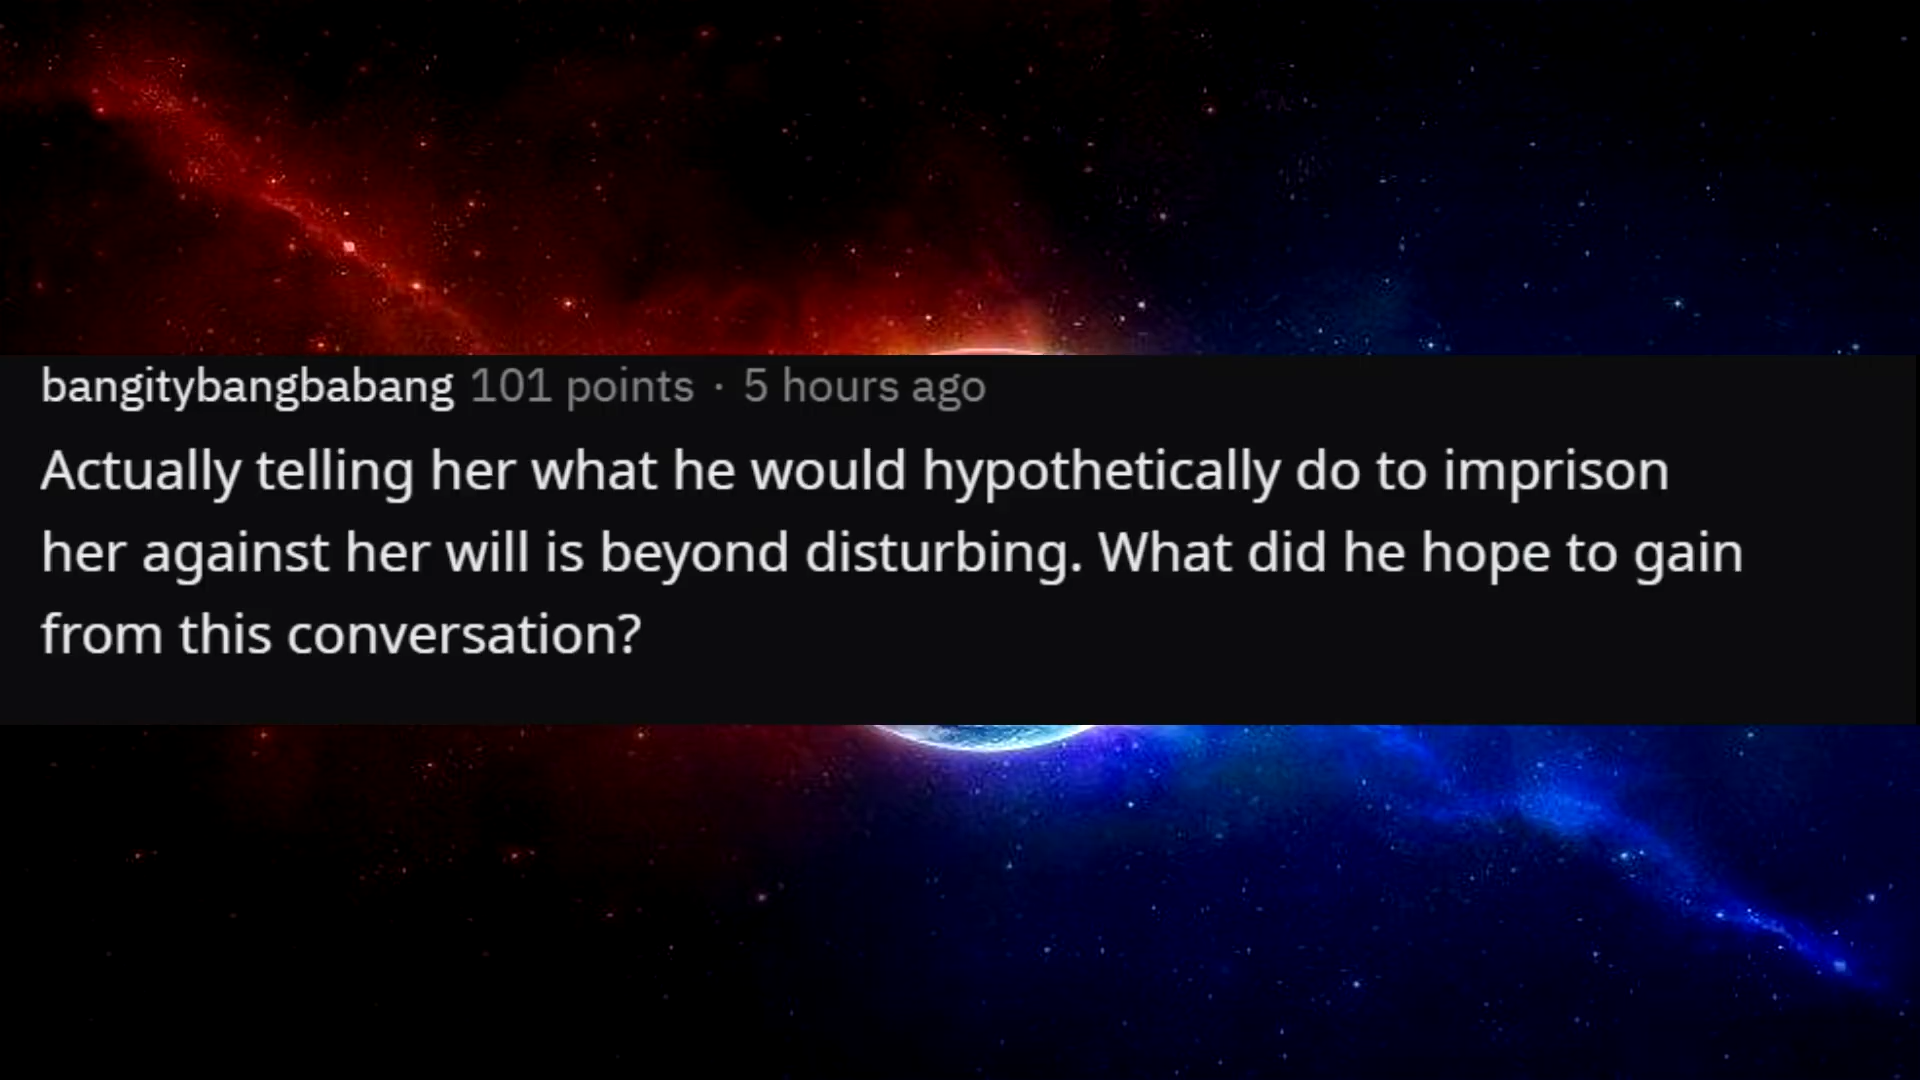 bangitybangbabang 101 points · 5 hours ago
Actually telling her what he would hypothetically do to imprison
her against her will is beyond disturbing. What did he hope to gain
from this conversation?